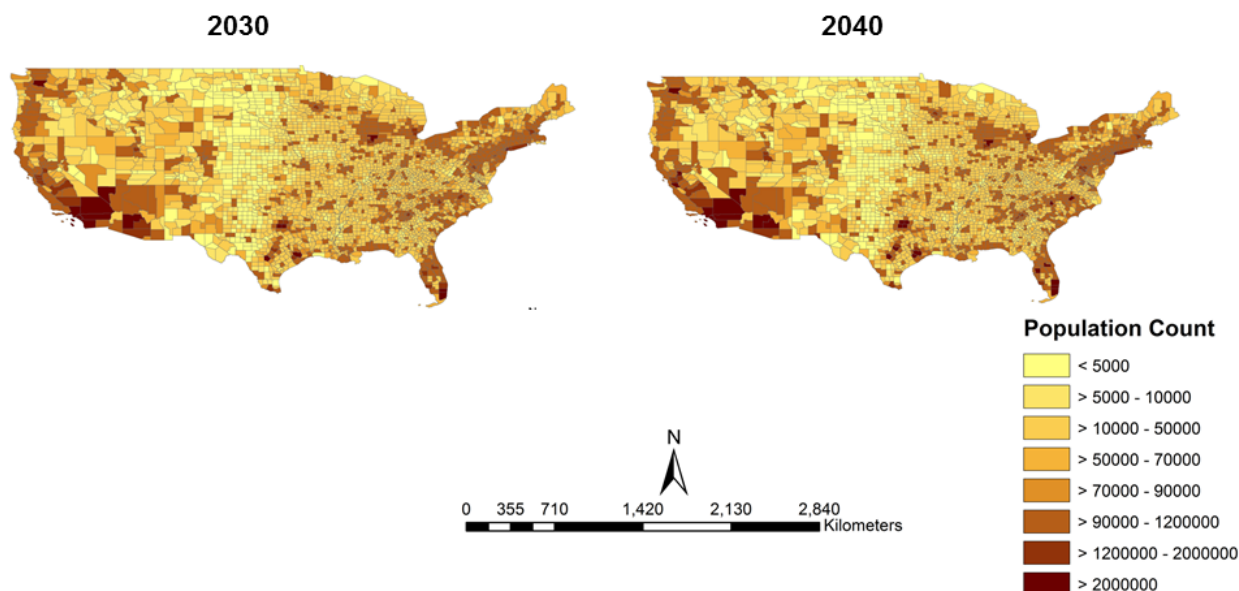 2030
2040
Population Count
< 5000
> 5000 - 10000
> 10000 - 50000
> 50000 - 70000
> 70000 - 90000
> 90000 - 1200000
> 1200000 - 2000000
> 2000000
N
0 355 710 1,420 2,130 2,840
Kilometers